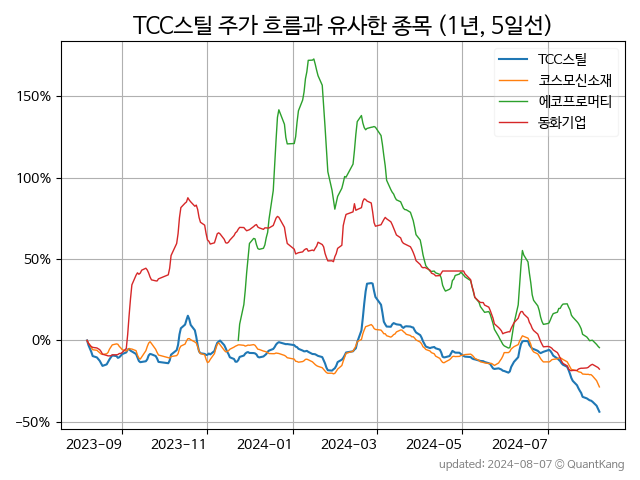 TCC스틸 주가 흐름과 유사한 종목 (1년, 5일선)
TCC스틸
코스모신소재
에코프로머티
동화기업
150%
100%
50%
0%
−50%
2023-09
2023-11
2024-01
2024-03
2024-05
2024-07
updated: 2024-08-07 © QuantKang